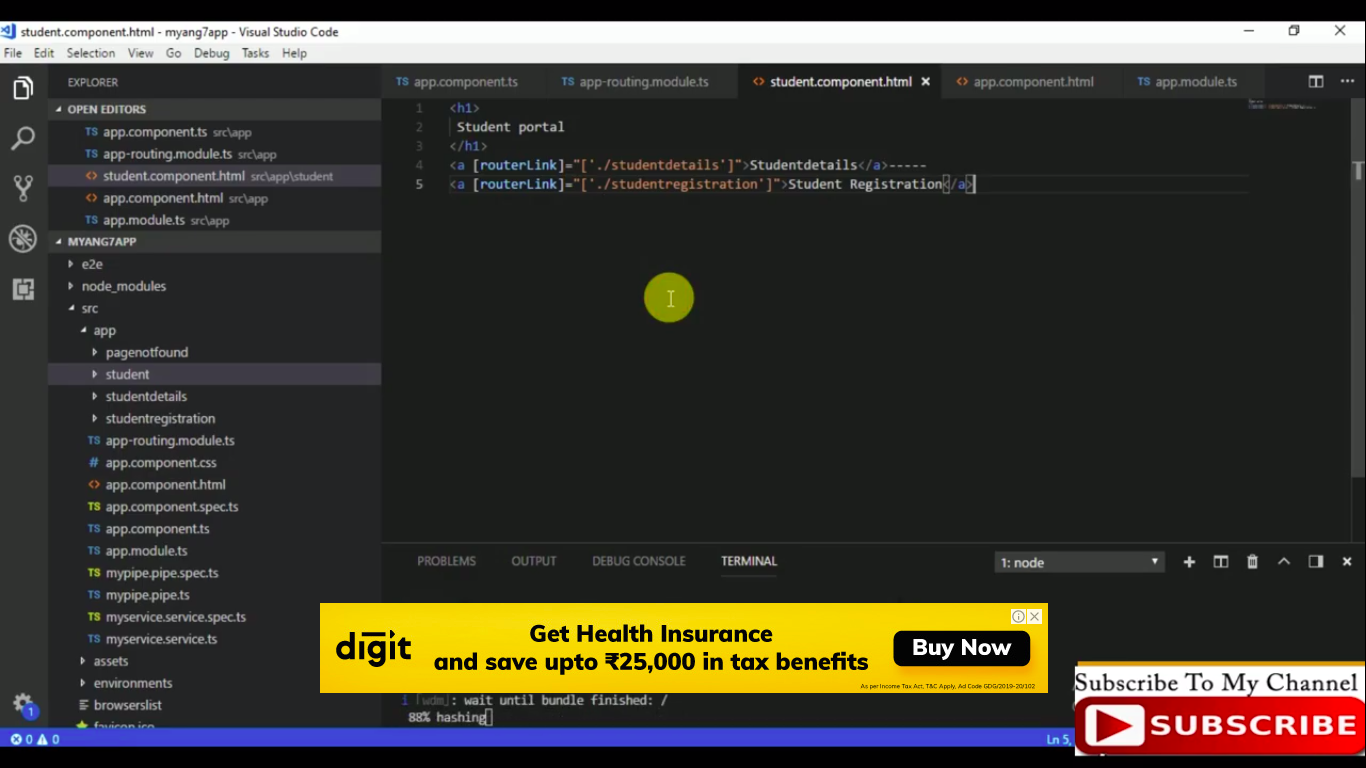 student.component.html - myang7app - Visual Studio Code
File Edit Selection View Go Debug Tasks Help
EXPLORER
OPEN EDITORS
TS app.component.ts src\app
TS app-routing.module.ts src\app
<> student.component.html src\app\student
<> app.component.html src\app
TS app.module.ts src\app
MYANG7APP
e2e
node_modules
src
app
pagenotfound
student
studentdetails
studentregistration
TS app-routing.module.ts
# app.component.css
<> app.component.html
TS app.component.spec.ts
TS app.component.ts
TS app.module.ts
TS mypipe.pipe.spec.ts
TS mypipe.pipe.ts
TS myservice.service.spec.ts
TS myservice.service.ts
assets
environments
browserslist
favicon.ico
1
0 0
TS app.component.ts TS app-routing.module.ts <> student.component.html <> app.component.html TS app.module.ts
1 <h1>
2 Student portal
3 </h1>
4 <a [routerLink]="['./studentdetails']">Studentdetails</a>-----
5 <a [routerLink]="['./studentregistration']">Student Registration</a>
PROBLEMS OUTPUT DEBUG CONSOLE TERMINAL 1: node
digit
Get Health Insurance
and save upto ₹25,000 in tax benefits
Buy Now
As per Income Tax Act, T&C Apply, Ad Code GDG/2019-20/102
i ｢wdm｣: wait until bundle finished: /
88% hashing
Ln 5,
Subscribe To My Channel
SUBSCRIBE